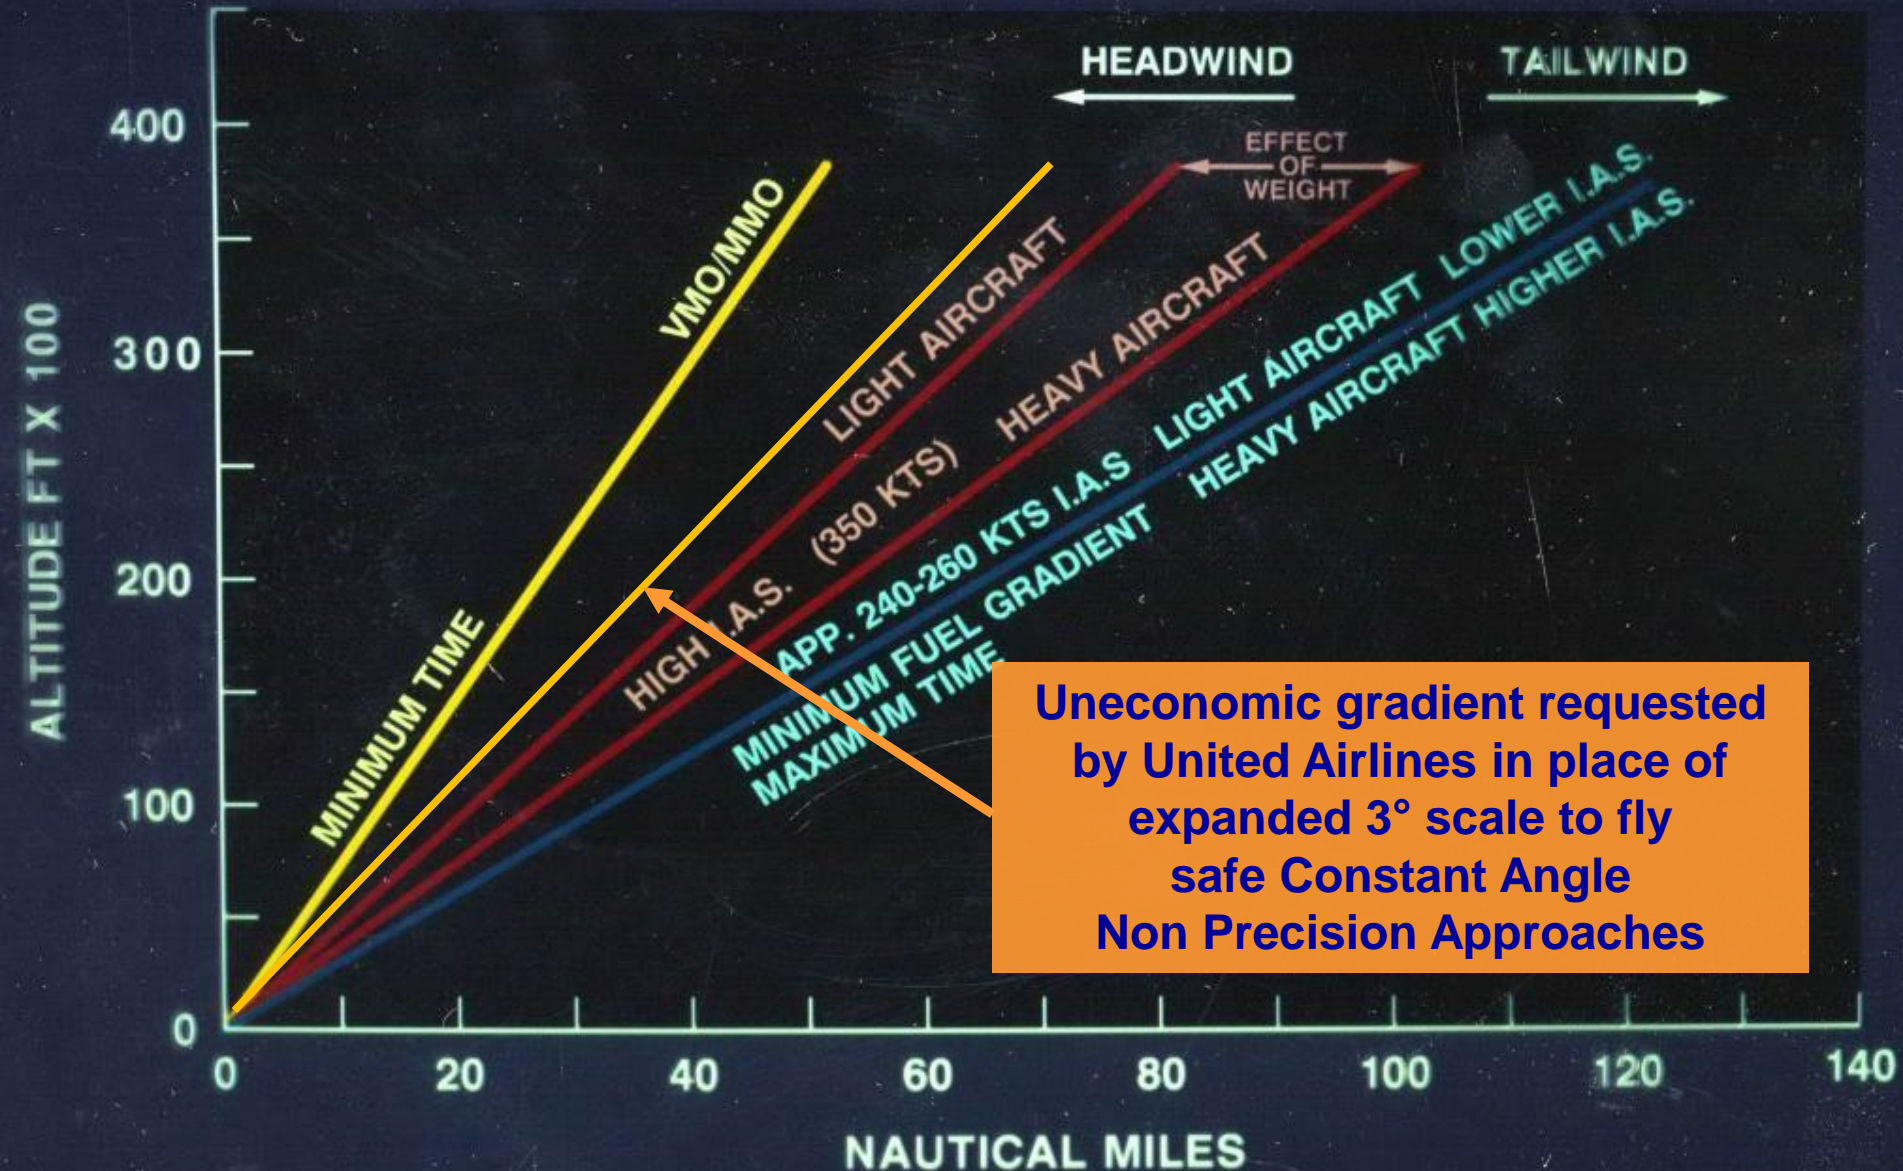 HEADWIND
TAILWIND
EFFECT
OF
WEIGHT
ALTITUDE FT X 100
400
300
200
100
0
MINIMUM TIME
VMO/MMO
LIGHT AIRCRAFT
HIGH I.A.S. (350 KTS) HEAVY AIRCRAFT
APP. 240-260 KTS I.A.S LIGHT AIRCRAFT LOWER I.A.S.
MINIMUM FUEL GRADIENT HEAVY AIRCRAFT HIGHER I.A.S.
MAXIMUM TIME
Uneconomic gradient requested
by United Airlines in place of
expanded 3° scale to fly
safe Constant Angle
Non Precision Approaches
0 20 40 60 80 100 120 140
NAUTICAL MILES